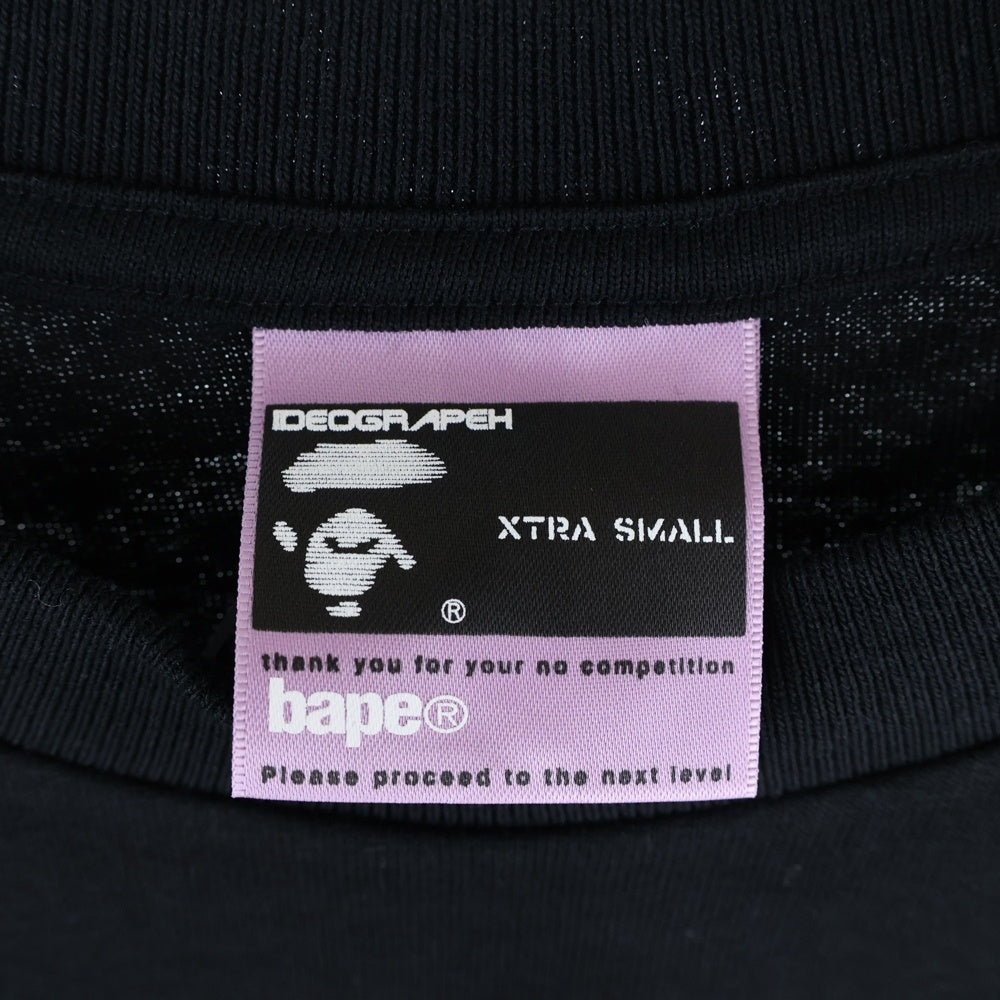 IDEOGRAPEH
XTRA SMALL
®
thank you for your no competition
bape®
Please proceed to the next level